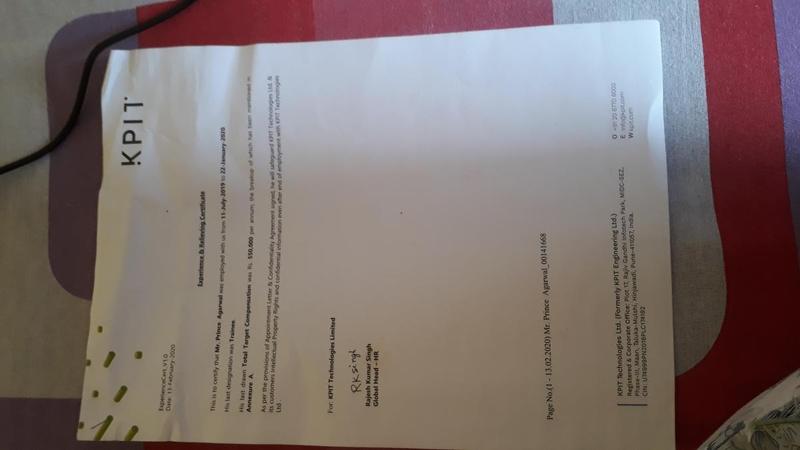 KPIT
ExperienceCert_V1.0
Date: 11-February-2020
Experience & Relieving Certificate
This is to certify that Mr. Prince Agarwal was employed with us from 11-July-2019 to 22-January-2020
His last designation was Trainee.
His last drawn Total Target Compensation was Rs. 550,000 per annum, the breakup of which has been mentioned in
Annexure A.
As per the provisions of Appointment Letter & Confidentiality Agreement signed, he will safeguard KPIT Technologies Ltd. &
its customers Intellectual Property Rights and confidential information even after end of employment with KPIT Technologies
Ltd.
For KPIT Technologies Limited
RKsingh
Rajesh Kumar Singh
Global Head - HR
Page No.(1 - 13.02.2020) Mr. Prince Agarwal_00141668
KPIT Technologies Ltd. (Formerly KPIT Engineering Ltd.)
Registered & Corporate Office: Plot 17, Rajiv Gandhi Infotech Park, MIDC-SEZ,
Phase-III, Maan, Taluka-Mulshi, Hinjawadi, Pune-411057, India.
O +91 20 6770 6000
E info@kpit.com
W kpit.com